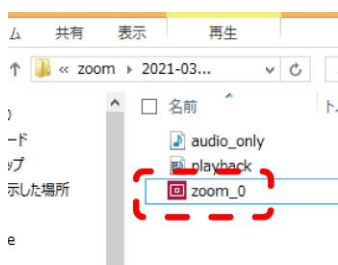 ム 共有 表示 再生
↑ « zoom ▸ 2021-03...
名前 ト
audio_only
ード
playback
ップ
zoom_0
示した場所
e